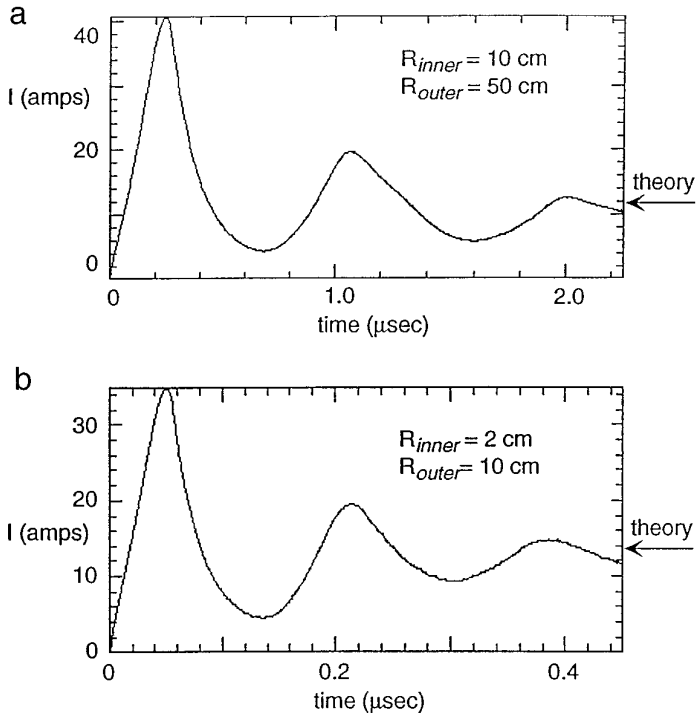 a
40
20
0
I (amps)
R_inner = 10 cm
R_outer = 50 cm
theory
0
1.0
2.0
time (μsec)
b
30
20
10
0
I (amps)
R_inner = 2 cm
R_outer = 10 cm
theory
0
0.2
0.4
time (μsec)